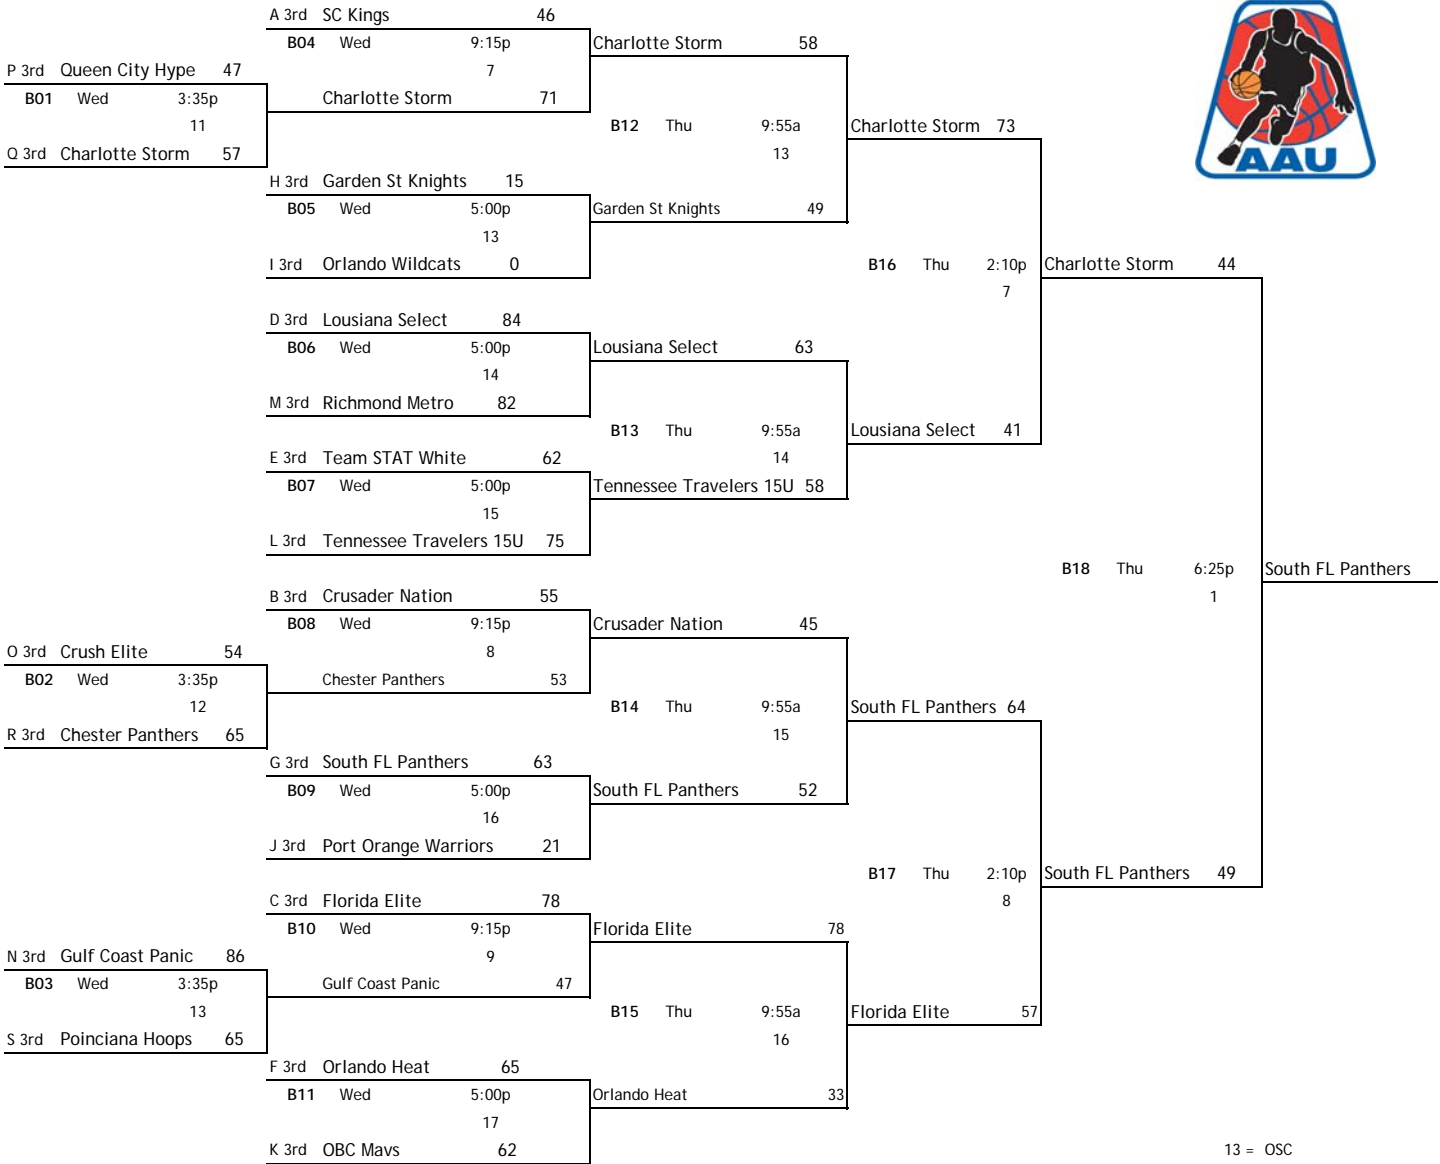 A 3rd SC Kings 46
B04 Wed 9:15p
Charlotte Storm 58
P 3rd Queen City Hype 47
7
B01 Wed 3:35p
Charlotte Storm 71
11
B12 Thu 9:55a
Charlotte Storm 73
Q 3rd Charlotte Storm 57
13
AAU
H 3rd Garden St Knights 15
B05 Wed 5:00p
Garden St Knights 49
13
I 3rd Orlando Wildcats 0
B16 Thu 2:10p
Charlotte Storm 44
7
D 3rd Lousiana Select 84
B06 Wed 5:00p
Lousiana Select 63
14
M 3rd Richmond Metro 82
B13 Thu 9:55a
Lousiana Select 41
E 3rd Team STAT White 62
14
B07 Wed 5:00p
Tennessee Travelers 15U 58
15
L 3rd Tennessee Travelers 15U 75
B18 Thu 6:25p
South FL Panthers
1
B 3rd Crusader Nation 55
B08 Wed 9:15p
Crusader Nation 45
O 3rd Crush Elite 54
8
B02 Wed 3:35p
Chester Panthers 53
12
B14 Thu 9:55a
South FL Panthers 64
R 3rd Chester Panthers 65
15
G 3rd South FL Panthers 63
B09 Wed 5:00p
South FL Panthers 52
16
J 3rd Port Orange Warriors 21
B17 Thu 2:10p
South FL Panthers 49
8
C 3rd Florida Elite 78
B10 Wed 9:15p
Florida Elite 78
N 3rd Gulf Coast Panic 86
9
B03 Wed 3:35p
Gulf Coast Panic 47
13
B15 Thu 9:55a
Florida Elite 57
S 3rd Poinciana Hoops 65
16
F 3rd Orlando Heat 65
B11 Wed 5:00p
Orlando Heat 33
17
K 3rd OBC Mavs 62
13 = OSC